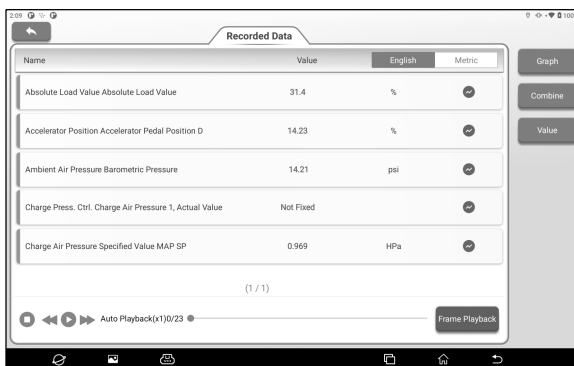 2:09
100
Recorded Data
Name Value English Metric
Absolute Load Value Absolute Load Value 31.4 %
Accelerator Position Accelerator Pedal Position D 14.23 %
Ambient Air Pressure Barometric Pressure 14.21 psi
Charge Press. Ctrl. Charge Air Pressure 1, Actual Value Not Fixed
Charge Air Pressure Specified Value MAP SP 0.969 HPa
(1 / 1)
Auto Playback(x1)0/23
Frame Playback
Graph
Combine
Value